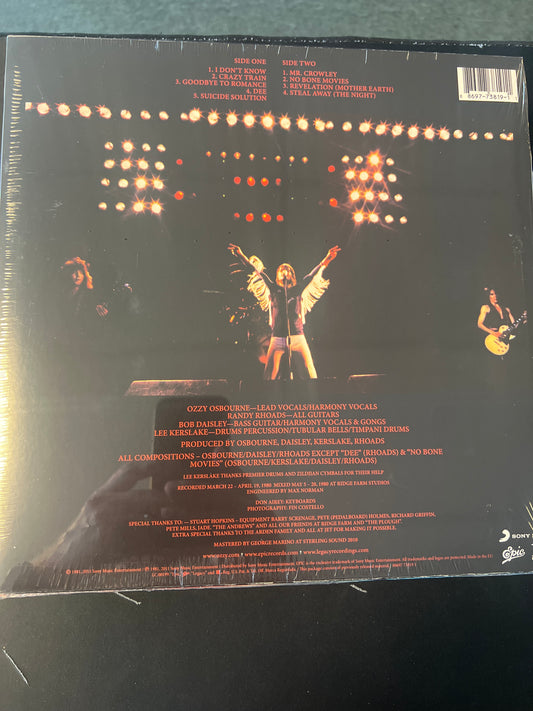 SIDE ONE
1. I DON'T KNOW
2. CRAZY TRAIN
3. GOODBYE TO ROMANCE
4. DEE
5. SUICIDE SOLUTION
SIDE TWO
1. MR. CROWLEY
2. NO BONE MOVIES
3. REVELATION (MOTHER EARTH)
4. STEAL AWAY (THE NIGHT)
8 8697-73819-1 1
OZZY OSBOURNE—LEAD VOCALS/HARMONY VOCALS
RANDY RHOADS—ALL GUITARS
BOB DAISLEY—BASS GUITAR/HARMONY VOCALS & GONGS
LEE KERSLAKE—DRUMS PERCUSSION/TUBULAR BELLS/TIMPANI DRUMS
PRODUCED BY OSBOURNE, DAISLEY, KERSLAKE, RHOADS
ALL COMPOSITIONS – OSBOURNE/DAISLEY/RHOADS EXCEPT "DEE" (RHOADS) & "NO BONE
MOVIES" (OSBOURNE/KERSLAKE/DAISLEY/RHOADS)
LEE KERSLAKE THANKS PREMIER DRUMS AND ZILDJIAN CYMBALS FOR THEIR HELP
RECORDED MARCH 22 – APRIL 19, 1980 MIXED MAY 5 – 20, 1980 AT RIDGE FARM STUDIOS
ENGINEERED BY MAX NORMAN
DON AIREY: KEYBOARDS
PHOTOGRAPHY: FIN COSTELLO
SPECIAL THANKS TO: — STUART HOPKINS – EQUIPMENT BARRY SCKENAGE, PETE (PEDALBOARD) HOLMES, RICHARD GRIFFIN,
PETE MILLS, JADE, "THE ANDREWS" AND ALL OUR FRIENDS AT RIDGE FARM AND "THE PLOUGH".
EXTRA SPECIAL THANKS TO THE ARDEN FAMILY AND ALL AT JET FOR MAKING IT POSSIBLE.
MASTERED BY GEORGE MARINO AT STERLING SOUND 2010
www.ozzy.com • www.epicrecords.com • www.legacyrecordings.com
SONY
Epic